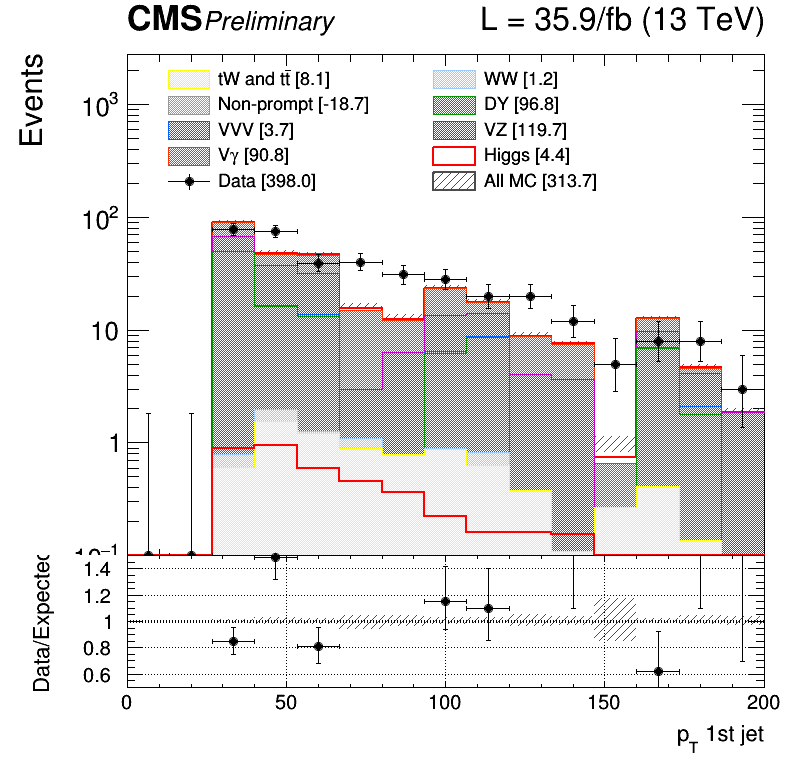 CMS Preliminary L = 35.9/fb (13 TeV)
Events
tW and tt̄ [8.1] WW [1.2]
Non-prompt [-18.7] DY [96.8]
VVV [3.7] VZ [119.7]
Vγ [90.8] Higgs [4.4]
Data [398.0] All MC [313.7]
10³
10²
10
1
Data/Expected
1.4
1.2
1
0.8
0.6
0 50 100 150 200
p_T 1st jet